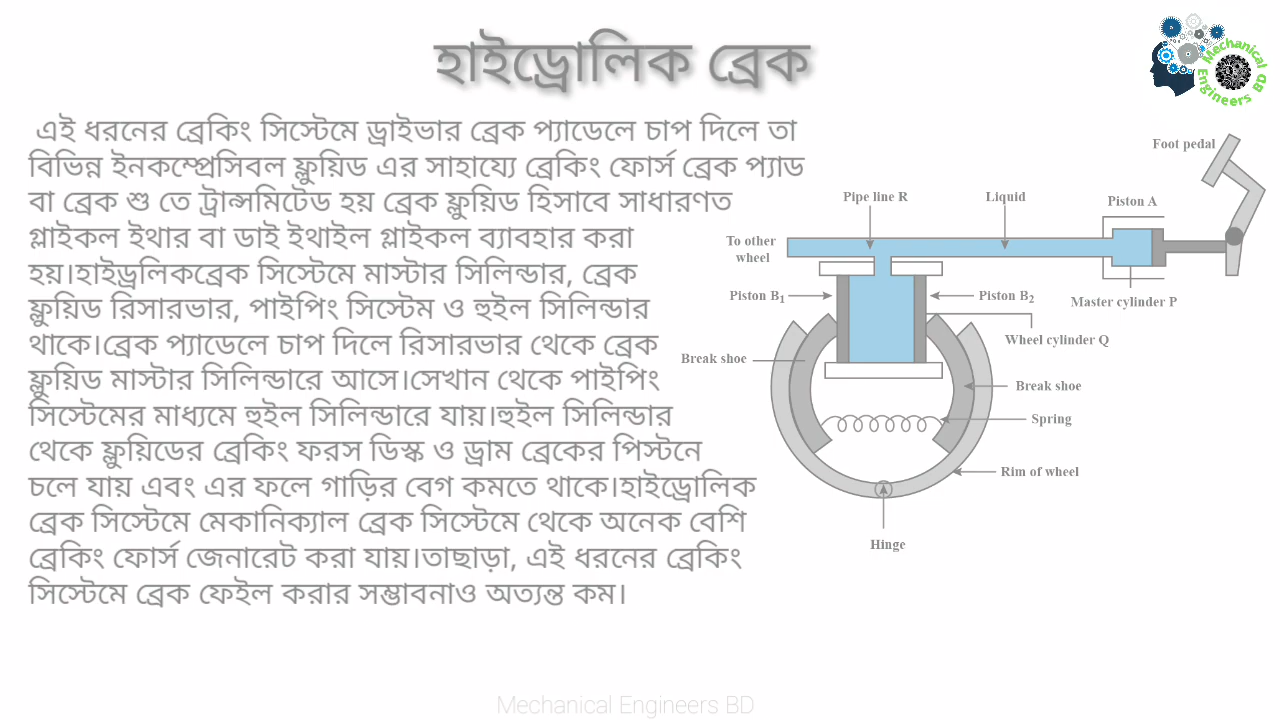 হাইড্রোলিক ব্রেক
Mechanical
Engineers BD
এই ধরনের ব্রেকিং সিস্টেমে ড্রাইভার ব্রেক প্যাডেলে চাপ দিলে তা
বিভিন্ন ইনকম্প্রেসিবল ফ্লুয়িড এর সাহায্যে ব্রেকিং ফোর্স ব্রেক প্যাড
বা ব্রেক শু তে ট্রান্সমিটেড হয় ব্রেক ফ্লুয়িড হিসাবে সাধারণত
গ্লাইকল ইথার বা ডাই ইথাইল গ্লাইকল ব্যাবহার করা
হয়।হাইড্রলিকব্রেক সিস্টেমে মাস্টার সিলিন্ডার, ব্রেক
ফ্লুয়িড রিসারভার, পাইপিং সিস্টেম ও হুইল সিলিন্ডার
থাকে।ব্রেক প্যাডেলে চাপ দিলে রিসারভার থেকে ব্রেক
ফ্লুয়িড মাস্টার সিলিন্ডারে আসে।সেখান থেকে পাইপিং
সিস্টেমের মাধ্যমে হুইল সিলিন্ডারে যায়।হুইল সিলিন্ডার
থেকে ফ্লুয়িডের ব্রেকিং ফরস ডিস্ক ও ড্রাম ব্রেকের পিস্টনে
চলে যায় এবং এর ফলে গাড়ির বেগ কমতে থাকে।হাইড্রোলিক
ব্রেক সিস্টেমে মেকানিক্যাল ব্রেক সিস্টেমে থেকে অনেক বেশি
ব্রেকিং ফোর্স জেনারেট করা যায়।তাছাড়া, এই ধরনের ব্রেকিং
সিস্টেমে ব্রেক ফেইল করার সম্ভাবনাও অত্যন্ত কম।
Foot pedal
Pipe line R
Liquid
Piston A
To other
wheel
Piston B₁
Piston B₂
Master cylinder P
Wheel cylinder Q
Break shoe
Break shoe
Spring
Rim of wheel
Hinge
Mechanical Engineers BD